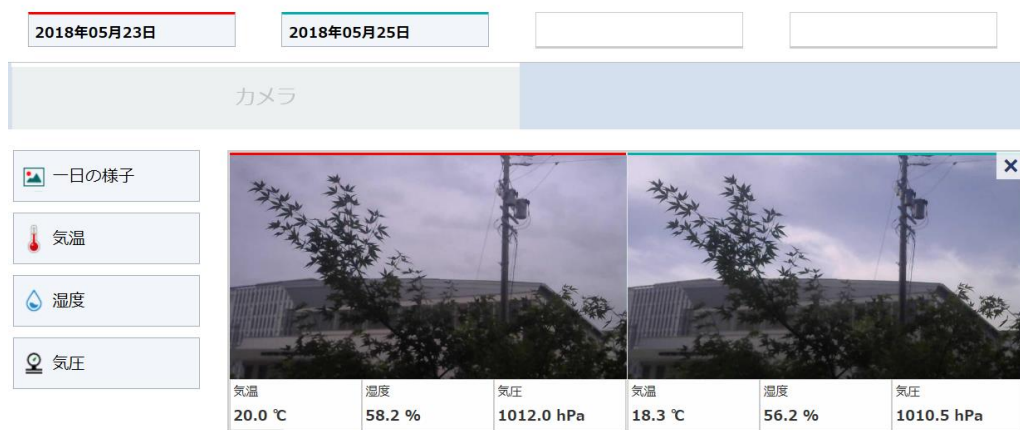 2018年05月23日 2018年05月25日
カメラ
一日の様子
気温
湿度
気圧
気温 湿度 気圧 気温 湿度 気圧
20.0 ℃ 58.2 % 1012.0 hPa 18.3 ℃ 56.2 % 1010.5 hPa